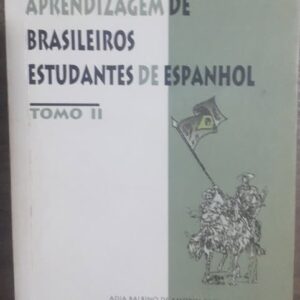 APRENDIZAGEM DE
BRASILEIROS
ESTUDANTES DE ESPANHOL
TOMO II